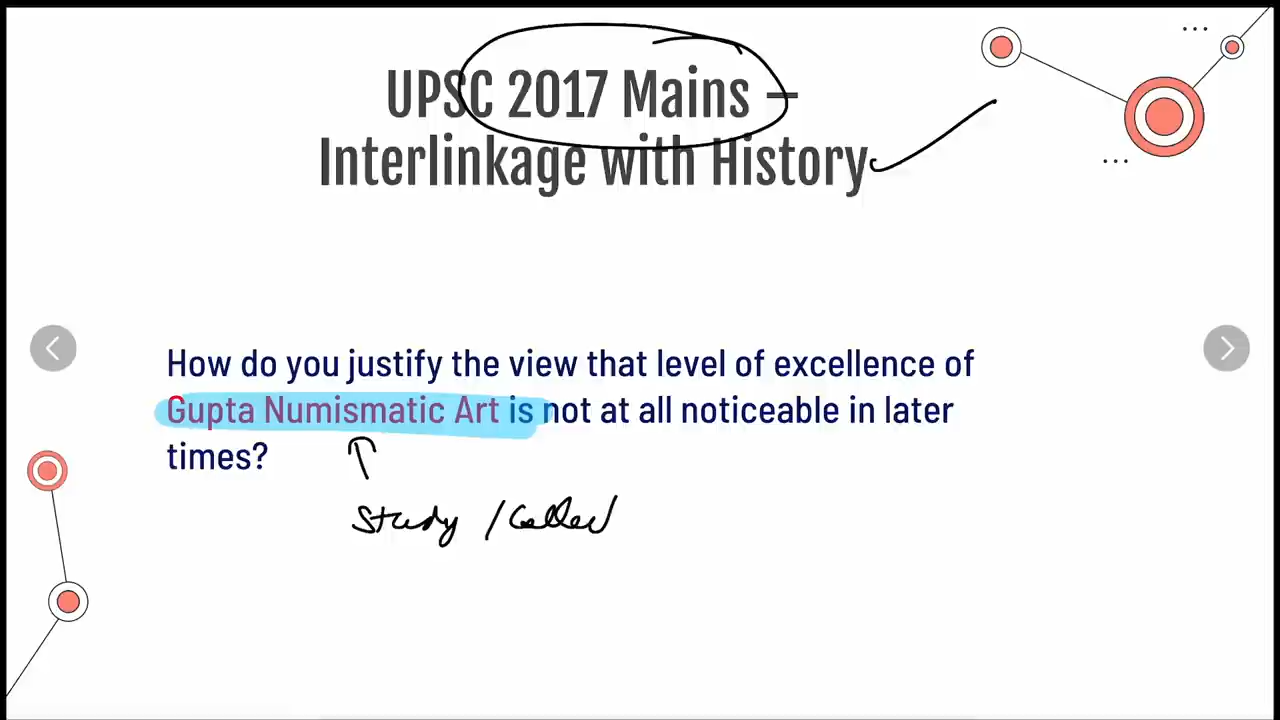 UPSC 2017 Mains –
Interlinkage with History
How do you justify the view that level of excellence of
Gupta Numismatic Art is not at all noticeable in later
times?
Study /